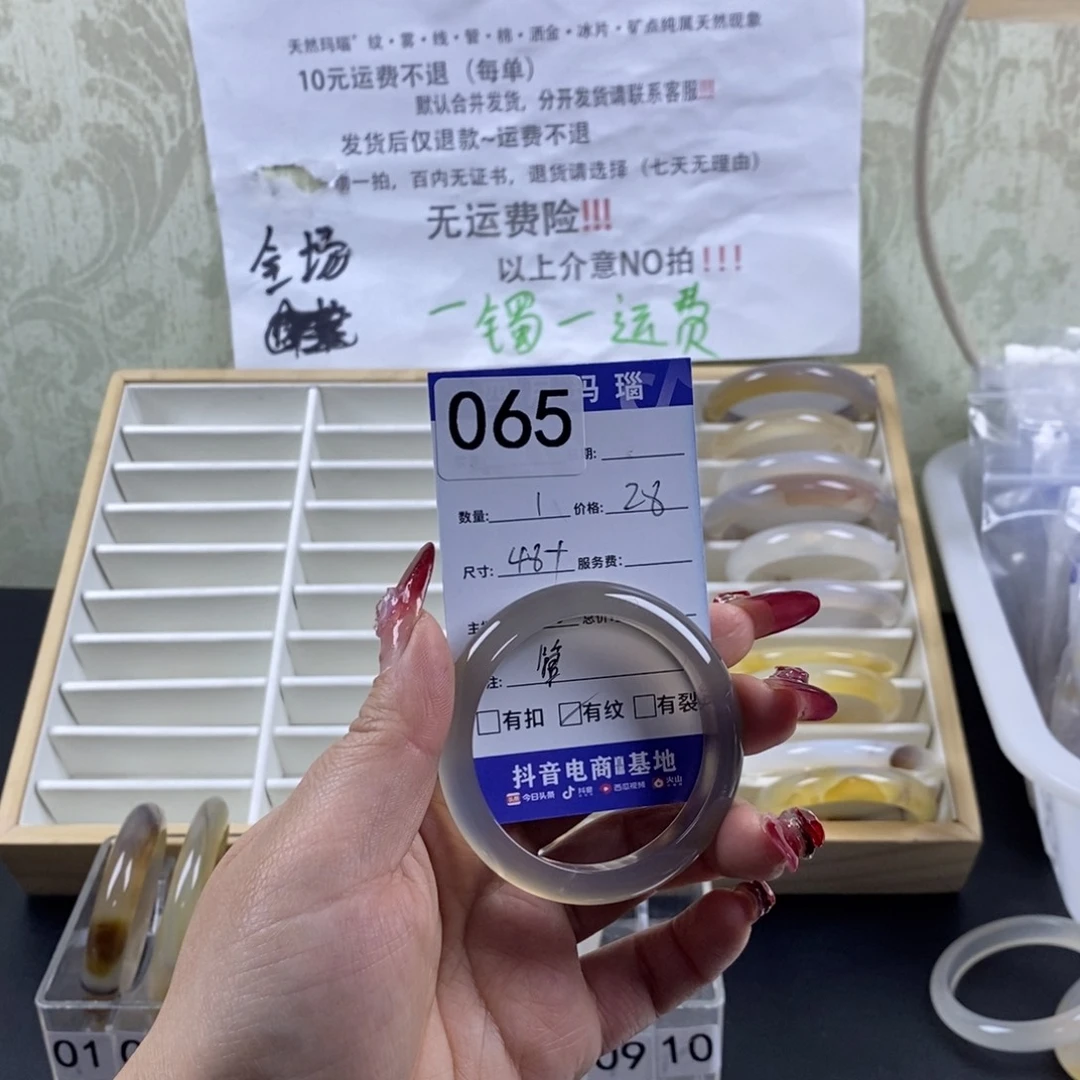 天然玛瑙"纹·雾·线·管·棉·洒金·冰片·矿点纯属天然现象
10元运费不退（每单）
默认合并发货，分开发货请联系客服!!!
发货后仅退款~运费不退
一拍，百内无证书，退货请选择（七天无理由）
无运费险!!!
以上介意NO拍!!!
全场
一镯一运费
玛瑙
065
期:
数量: 1 价格: 28
尺寸: 48+ 服务费:
注: 管
有扣 有纹 有裂
抖音电商 基地
今日头条 抖音 西瓜视频 火山
01
09 10